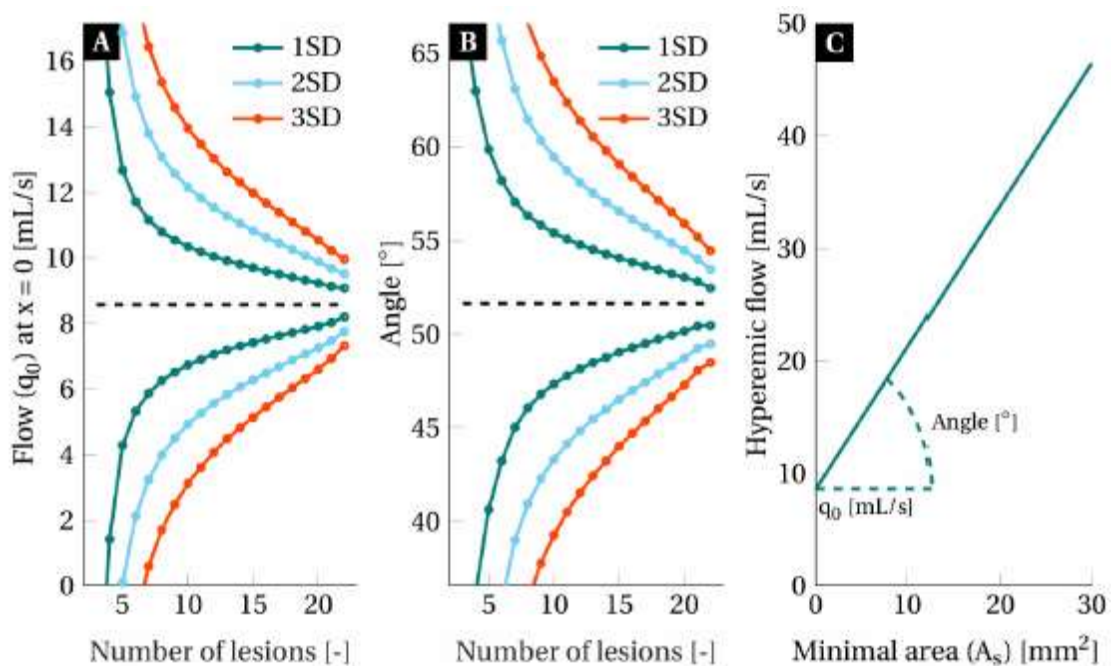 A
1SD
2SD
3SD
16
14
12
10
8
6
4
2
0
5
10
15
20
Flow (q0) at x = 0 [mL/s]
Number of lesions [-]
B
1SD
2SD
3SD
65
60
55
50
45
40
5
10
15
20
Angle [°]
Number of lesions [-]
C
50
40
30
20
10
0
0
10
20
30
Hyperemic flow [mL/s]
Angle [°]
q0 [mL/s]
Minimal area (As) [mm²]